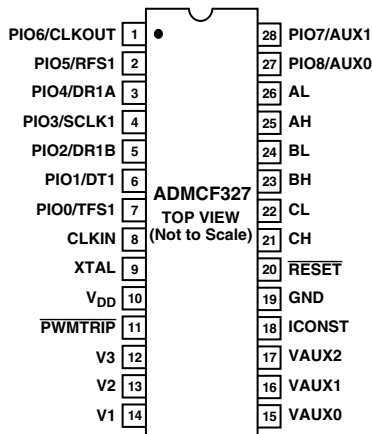 PIO6/CLKOUT 1 28 PIO7/AUX1
PIO5/RFS1 2 27 PIO8/AUX0
PIO4/DR1A 3 26 AL
PIO3/SCLK1 4 25 AH
PIO2/DR1B 5 24 BL
PIO1/DT1 6 23 BH
ADMCF327
PIO0/TFS1 7 22 CL
TOP VIEW
(Not to Scale)
CLKIN 8 21 CH
XTAL 9 20 RESET
VDD 10 19 GND
PWMTRIP 11 18 ICONST
V3 12 17 VAUX2
V2 13 16 VAUX1
V1 14 15 VAUX0